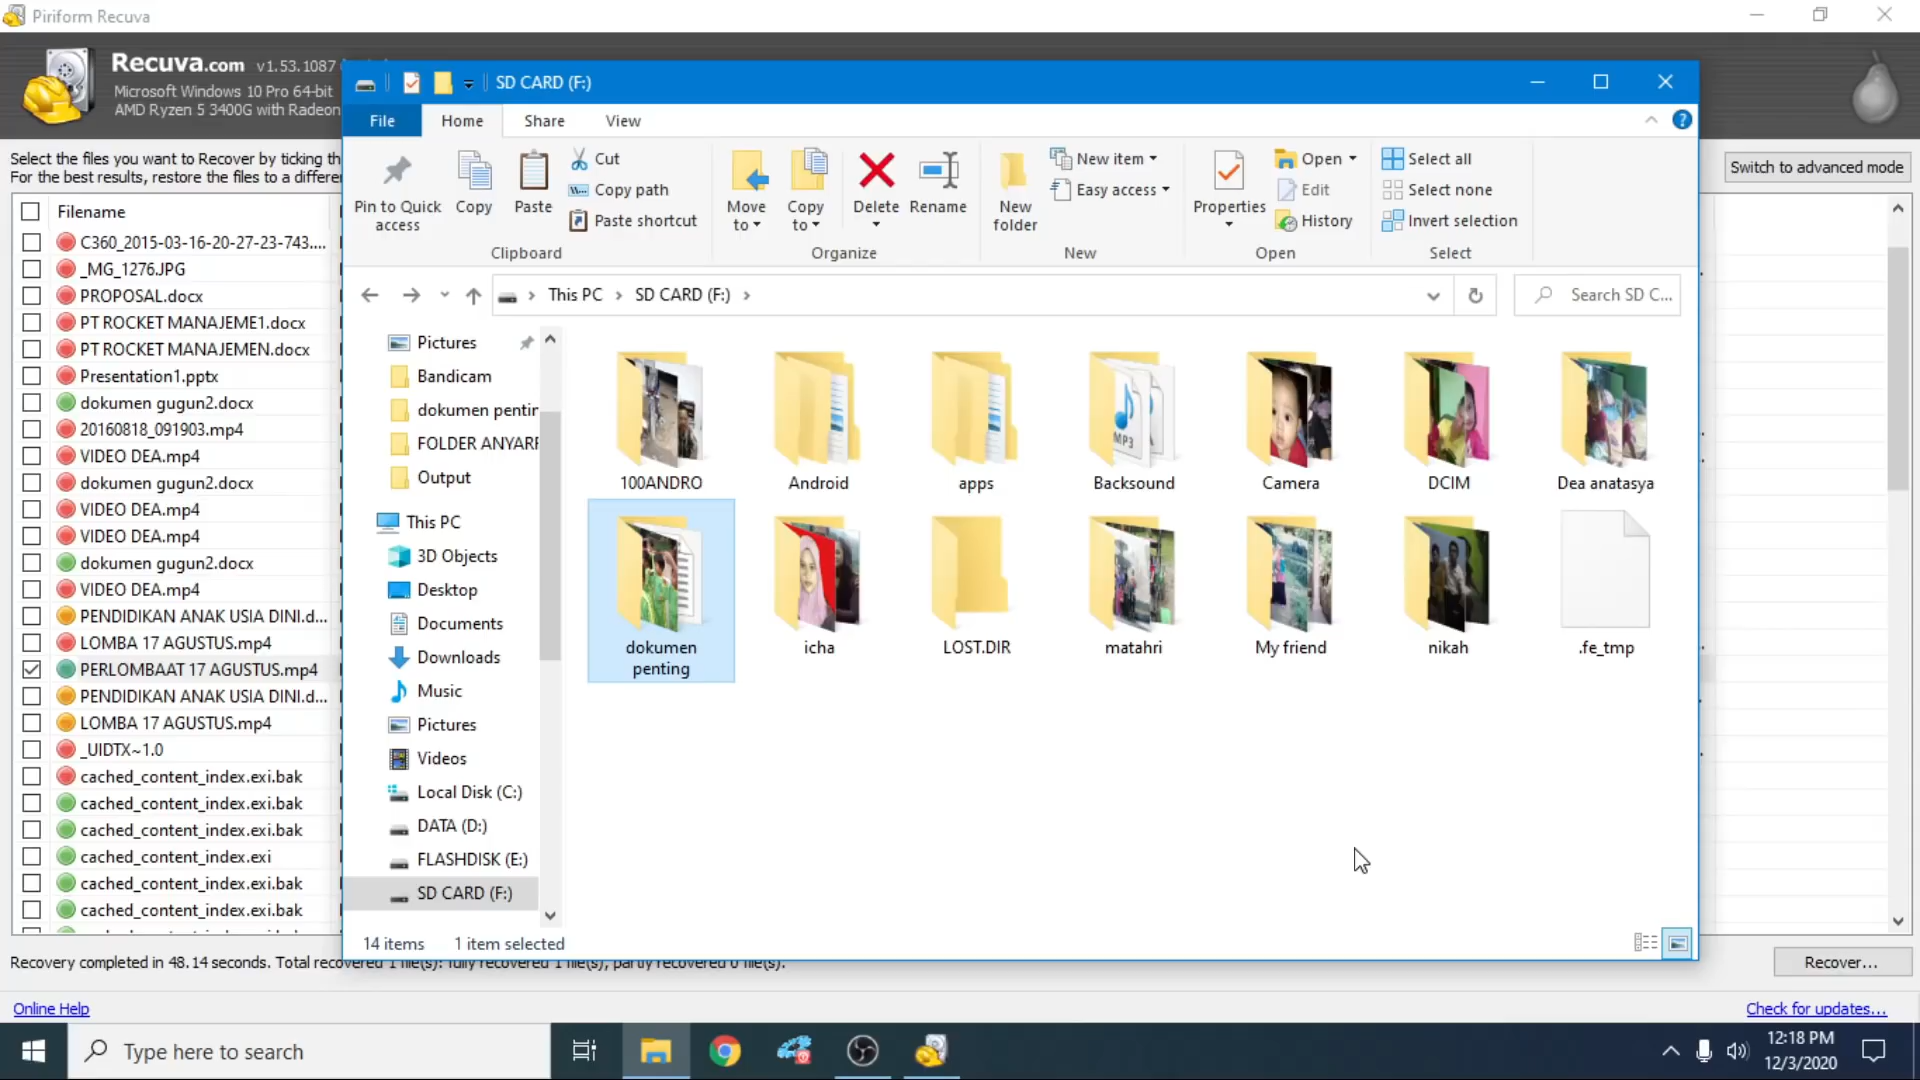 Piriform Recuva
Recuva.com v1.53.1087
Microsoft Windows 10 Pro 64-bit
AMD Ryzen 5 3400G with Radeon
Select the files you want to Recover by ticking th
For the best results, restore the files to a differe
Switch to advanced mode
Filename
C360_2015-03-16-20-27-23-743....
_MG_1276.JPG
PROPOSAL.docx
PT ROCKET MANAJEME1.docx
PT ROCKET MANAJEMEN.docx
Presentation1.pptx
dokumen gugun2.docx
20160818_091903.mp4
VIDEO DEA.mp4
dokumen gugun2.docx
VIDEO DEA.mp4
VIDEO DEA.mp4
dokumen gugun2.docx
VIDEO DEA.mp4
PENDIDIKAN ANAK USIA DINI.d...
LOMBA 17 AGUSTUS.mp4
PERLOMBAAT 17 AGUSTUS.mp4
PENDIDIKAN ANAK USIA DINI.d...
LOMBA 17 AGUSTUS.mp4
_UIDTX~1.0
cached_content_index.exi.bak
cached_content_index.exi.bak
cached_content_index.exi.bak
cached_content_index.exi
cached_content_index.exi.bak
cached_content_index.exi.bak
SD CARD (F:)
File Home Share View
Pin to Quick access
Copy
Paste
Cut
Copy path
Paste shortcut
Clipboard
Move to
Copy to
Delete
Rename
Organize
New folder
New item
Easy access
New
Properties
Open
Edit
History
Open
Select all
Select none
Invert selection
Select
This PC › SD CARD (F:) ›
Search SD C...
Pictures
Bandicam
dokumen pentin
FOLDER ANYAR
Output
This PC
3D Objects
Desktop
Documents
Downloads
Music
Pictures
Videos
Local Disk (C:)
DATA (D:)
FLASHDISK (E:)
SD CARD (F:)
100ANDRO
Android
apps
MP3
Backsound
Camera
DCIM
Dea anatasya
dokumen
penting
icha
LOST.DIR
matahri
My friend
nikah
.fe_tmp
14 items 1 item selected
Recovery completed in 48.14 seconds. Total recovered 1 file(s): fully recovered 1 file(s), partly recovered 0 file(s).
Recover...
Online Help
Check for updates...
Type here to search
12:18 PM
12/3/2020